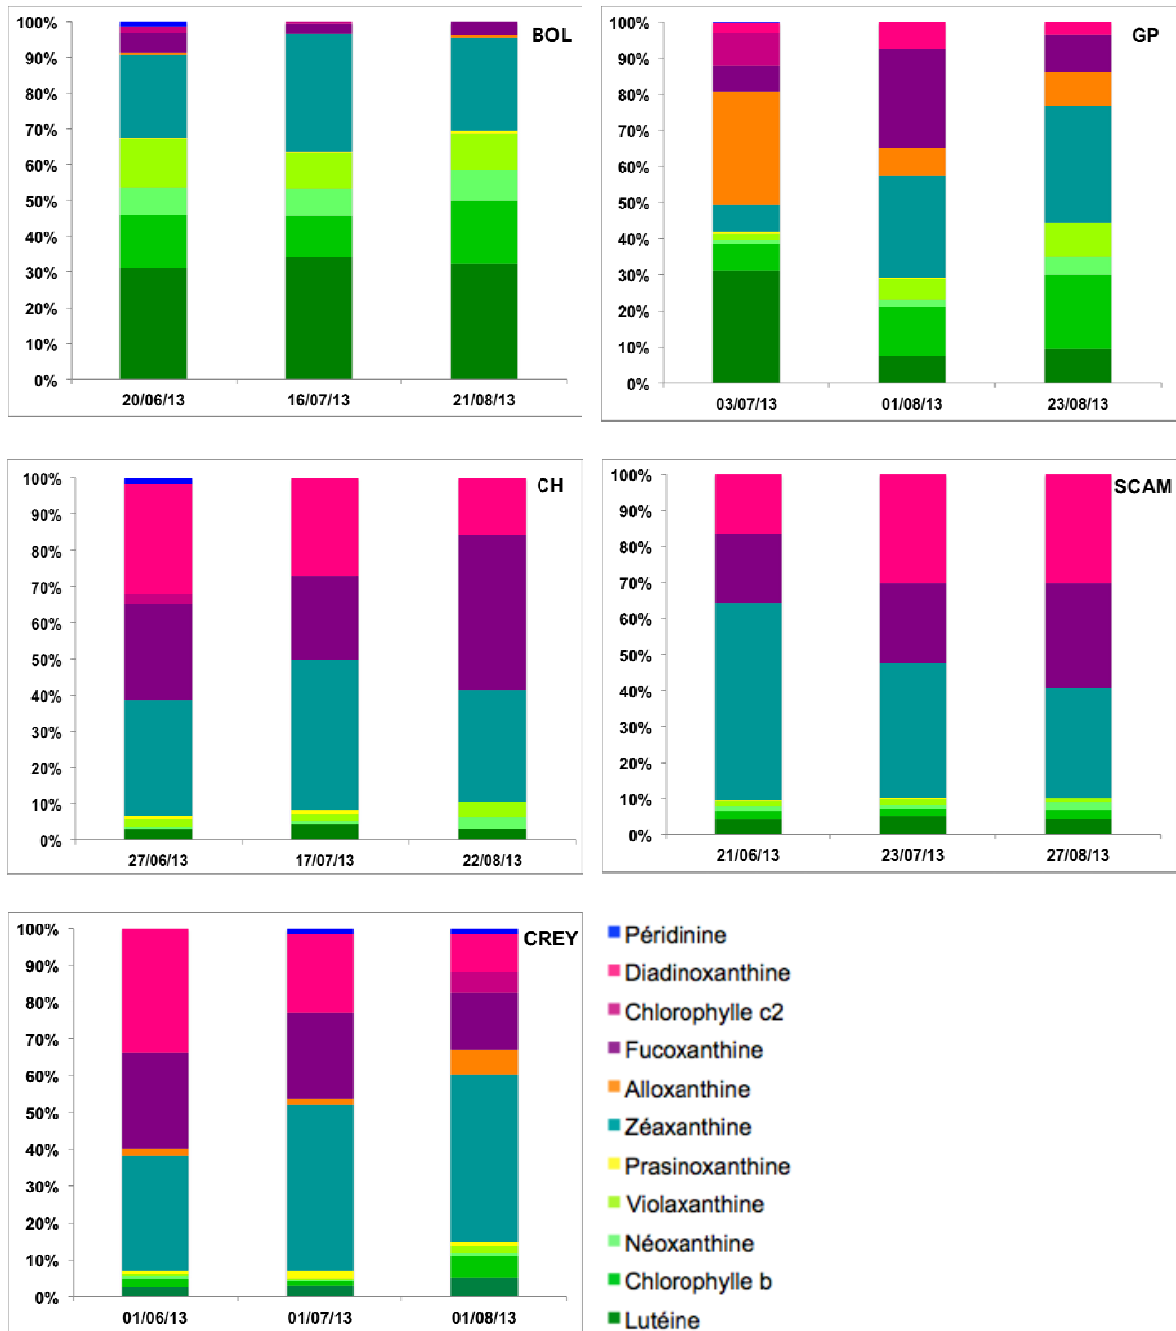 BOL
100%
90%
80%
70%
60%
50%
40%
30%
20%
10%
0%
20/06/13 16/07/13 21/08/13
GP
100%
90%
80%
70%
60%
50%
40%
30%
20%
10%
0%
03/07/13 01/08/13 23/08/13
CH
100%
90%
80%
70%
60%
50%
40%
30%
20%
10%
0%
27/06/13 17/07/13 22/08/13
SCAM
100%
90%
80%
70%
60%
50%
40%
30%
20%
10%
0%
21/06/13 23/07/13 27/08/13
CREY
100%
90%
80%
70%
60%
50%
40%
30%
20%
10%
0%
01/06/13 01/07/13 01/08/13
Péridinine
Diadinoxanthine
Chlorophylle c2
Fucoxanthine
Alloxanthine
Zéaxanthine
Prasinoxanthine
Violaxanthine
Néoxanthine
Chlorophylle b
Lutéine